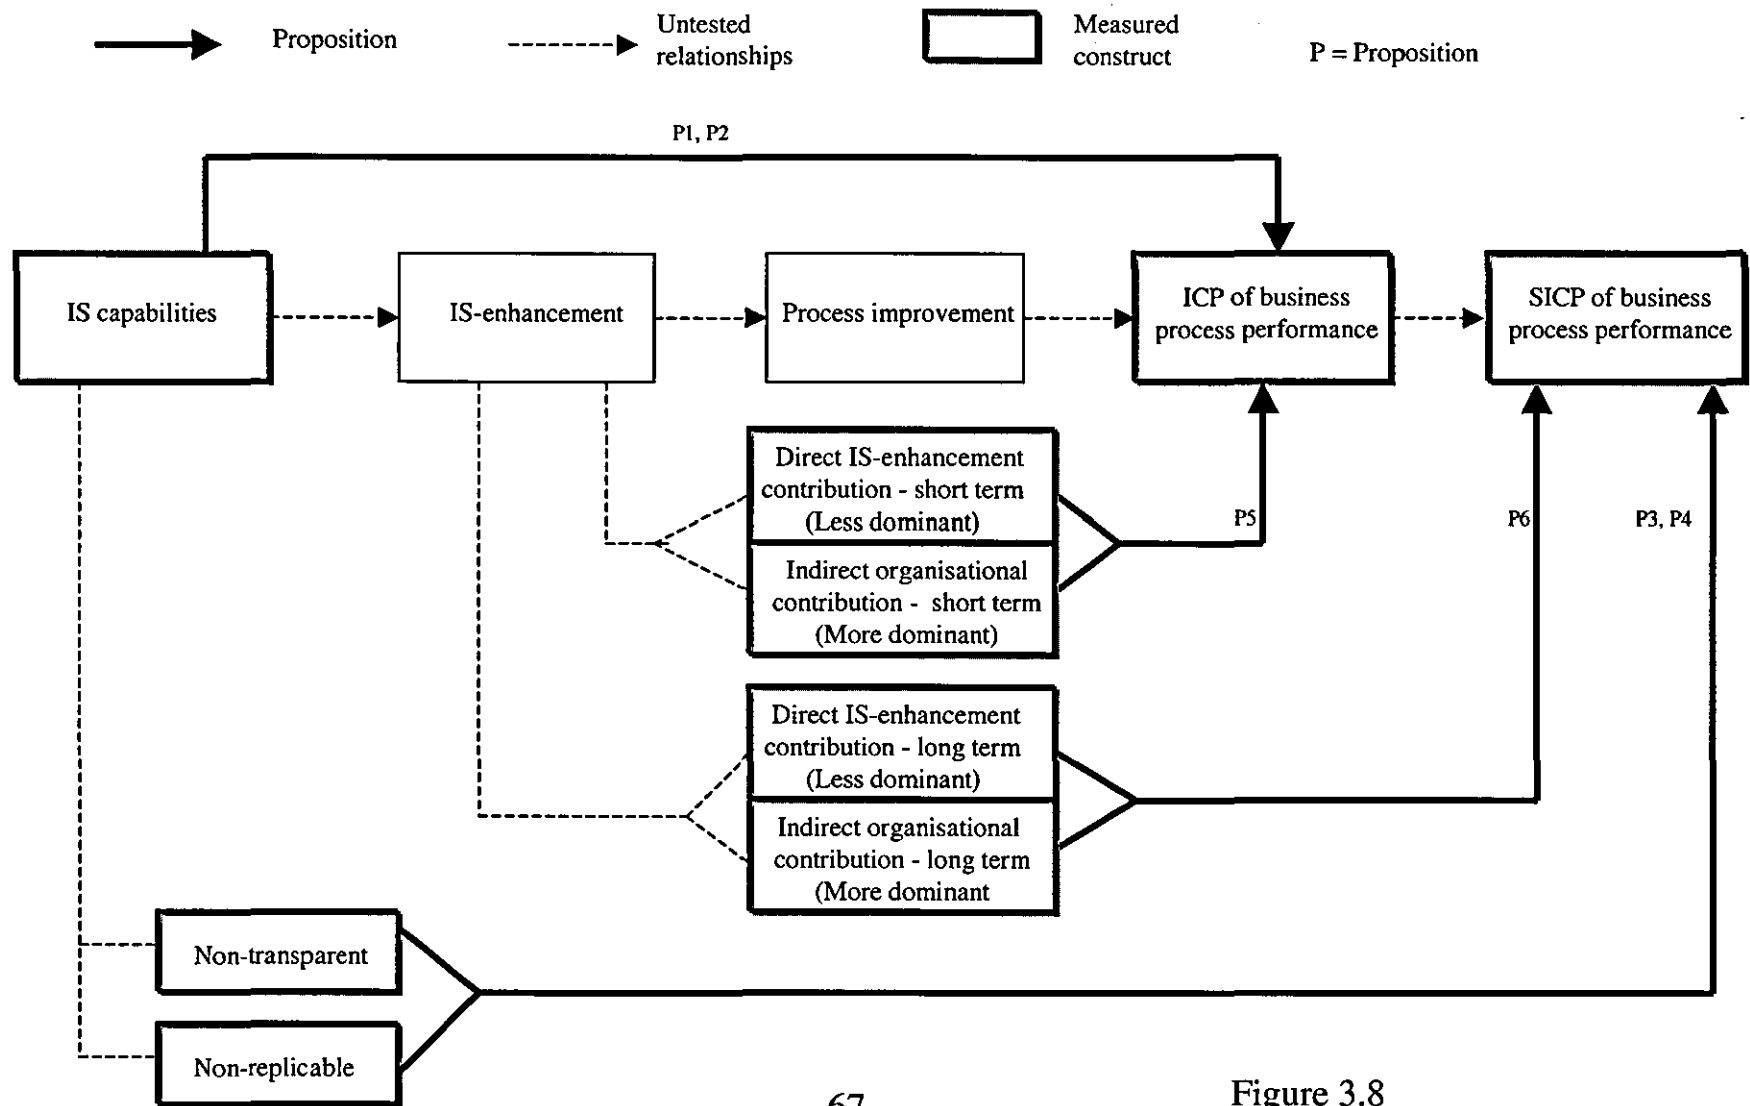 Proposition
Untested
relationships
Measured
construct
P = Proposition
P1, P2
IS capabilities
IS-enhancement
Process improvement
ICP of business
process performance
SICP of business
process performance
Direct IS-enhancement
contribution - short term
(Less dominant)
Indirect organisational
contribution - short term
(More dominant)
P5
P6
P3, P4
Direct IS-enhancement
contribution - long term
(Less dominant)
Indirect organisational
contribution - long term
(More dominant
Non-transparent
Non-replicable
67
Figure 3.8